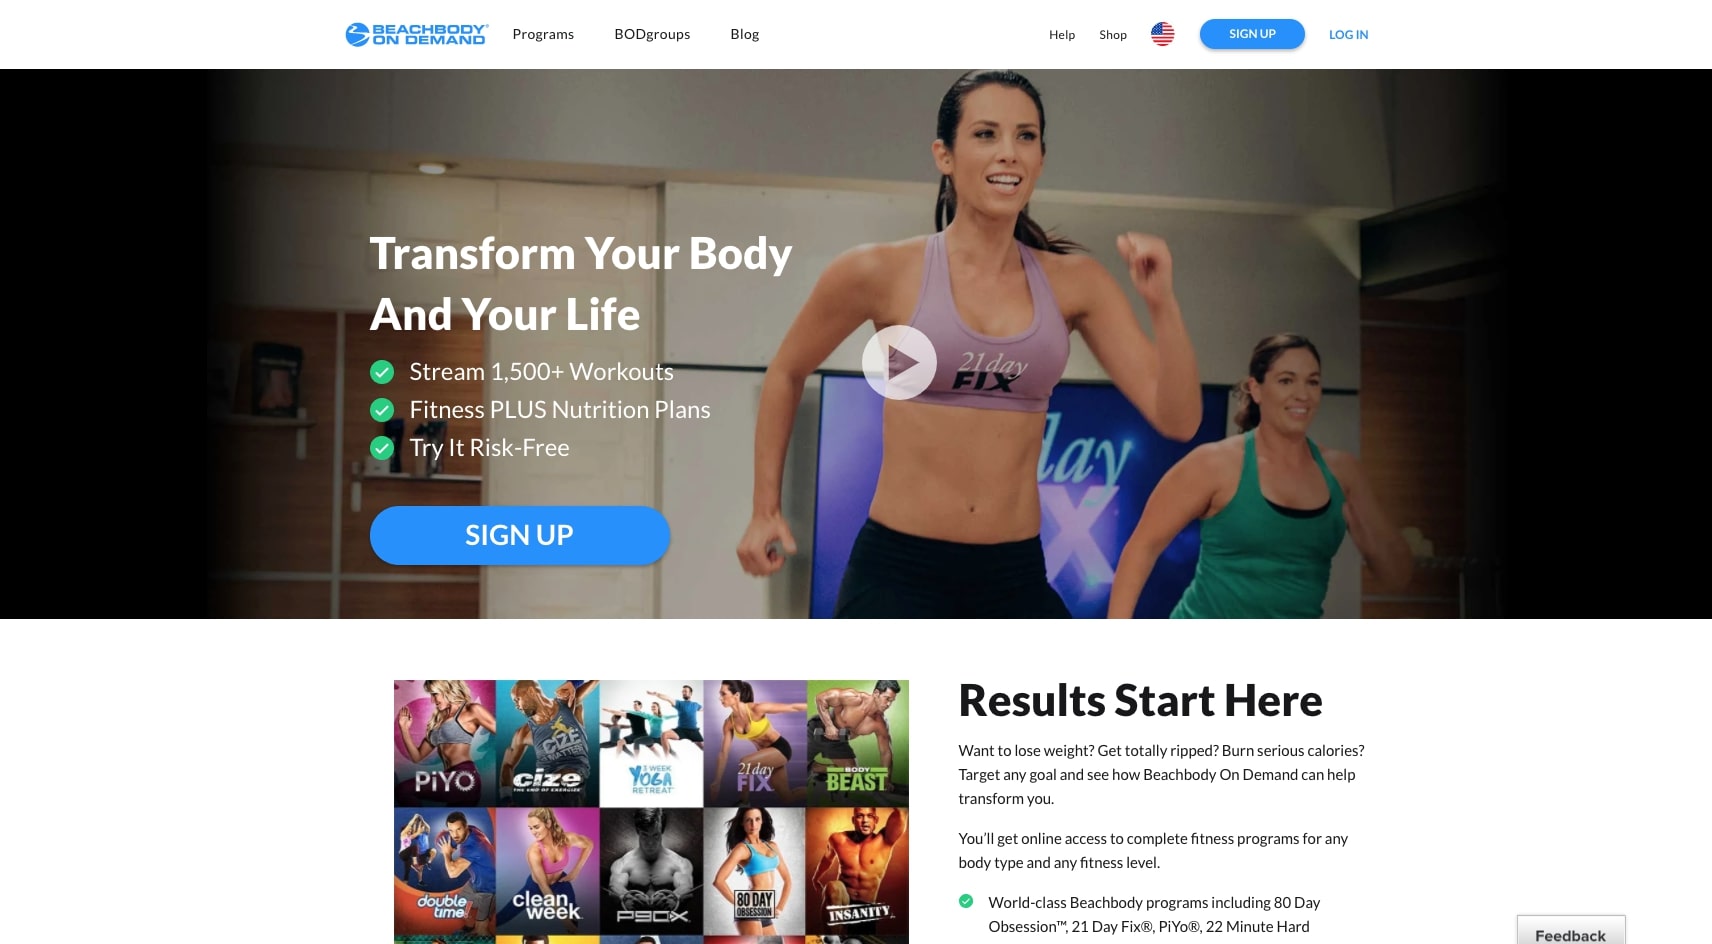 BEACHBODY®
ON DEMAND
Programs
BODgroups
Blog
Help
Shop
SIGN UP
LOG IN
Transform Your Body
And Your Life
Stream 1,500+ Workouts
Fitness PLUS Nutrition Plans
Try It Risk-Free
SIGN UP
21day
FIX
day
X
PiYO
CIZE
cize
THE END OF EXERCIZE
3 WEEK
YOGA
RETREAT
21day
FIX
BODY
BEAST
double
time
clean
week
P90X
80 DAY
OBSESSION
INSANITY
Results Start Here
Want to lose weight? Get totally ripped? Burn serious calories?
Target any goal and see how Beachbody On Demand can help
transform you.
You’ll get online access to complete fitness programs for any
body type and any fitness level.
World-class Beachbody programs including 80 Day
Obsession™, 21 Day Fix®, PiYo®, 22 Minute Hard
Feedback